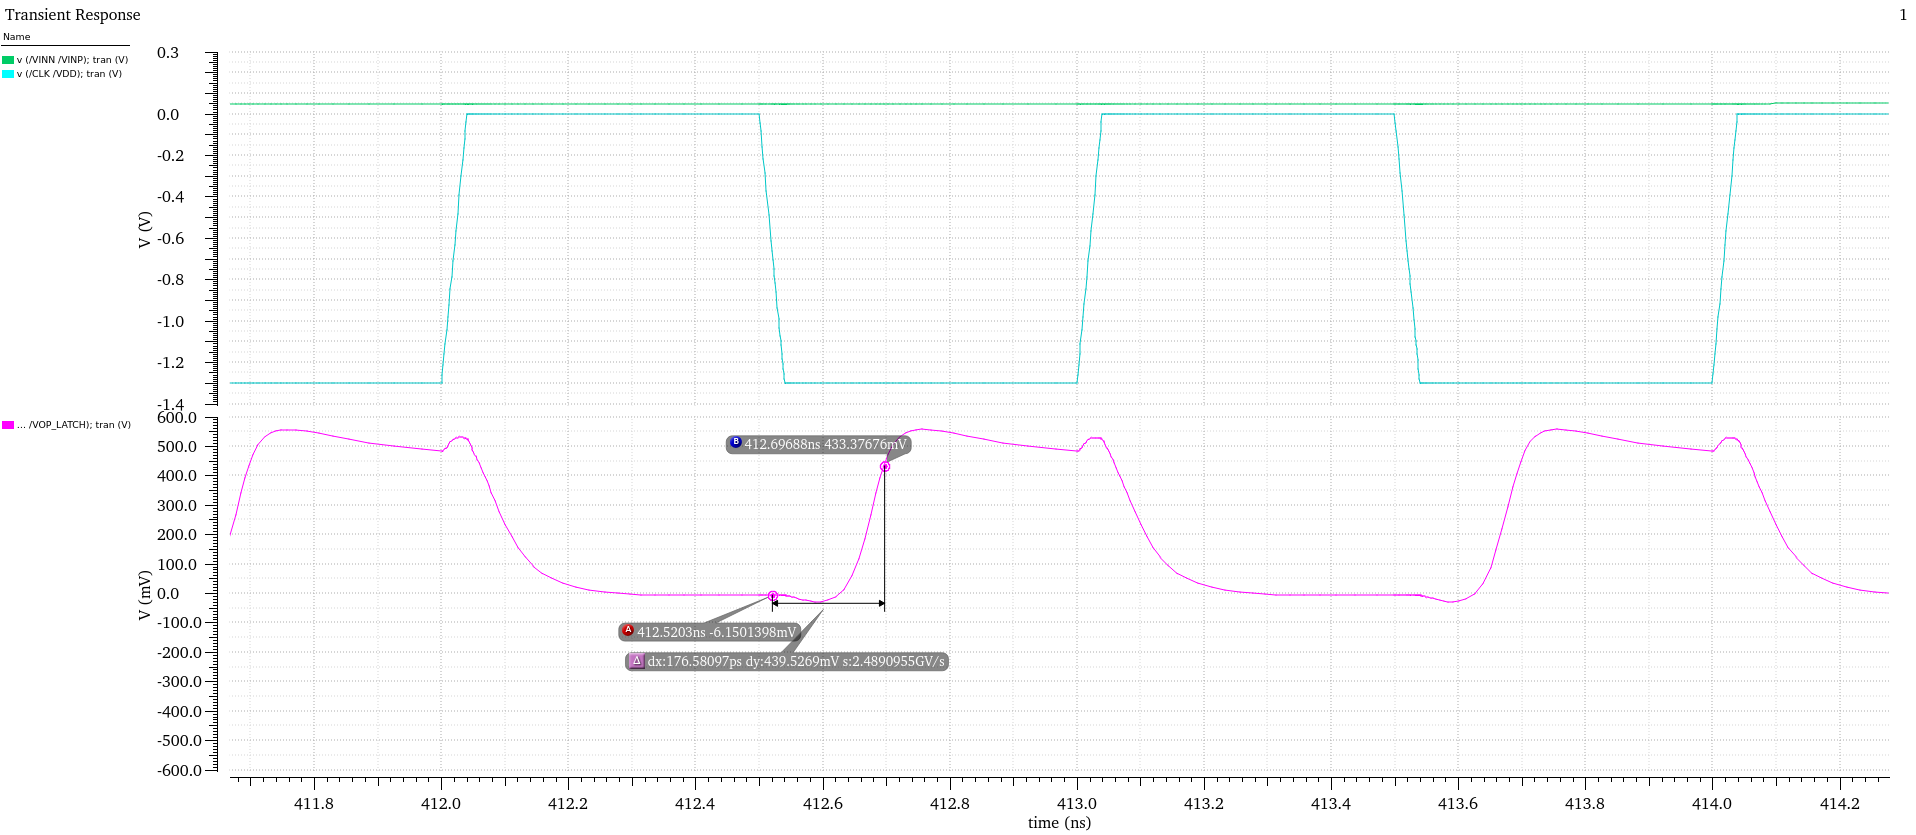 Transient Response
1
Name
v (/VINN /VINP); tran (V)
v (/CLK /VDD); tran (V)
0.3
0.0
-0.2
-0.4
-0.6
-0.8
-1.0
-1.2
-1.4
V (V)
... /VOP_LATCH); tran (V)
600.0
500.0
400.0
300.0
200.0
100.0
0.0
-100.0
-200.0
-300.0
-400.0
-500.0
-600.0
V (mV)
B 412.69688ns 433.37676mV
A 412.5203ns -6.1501398mV
Δ dx:176.58097ps dy:439.5269mV s:2.4890955GV/s
411.8 412.0 412.2 412.4 412.6 412.8 413.0 413.2 413.4 413.6 413.8 414.0 414.2
time (ns)